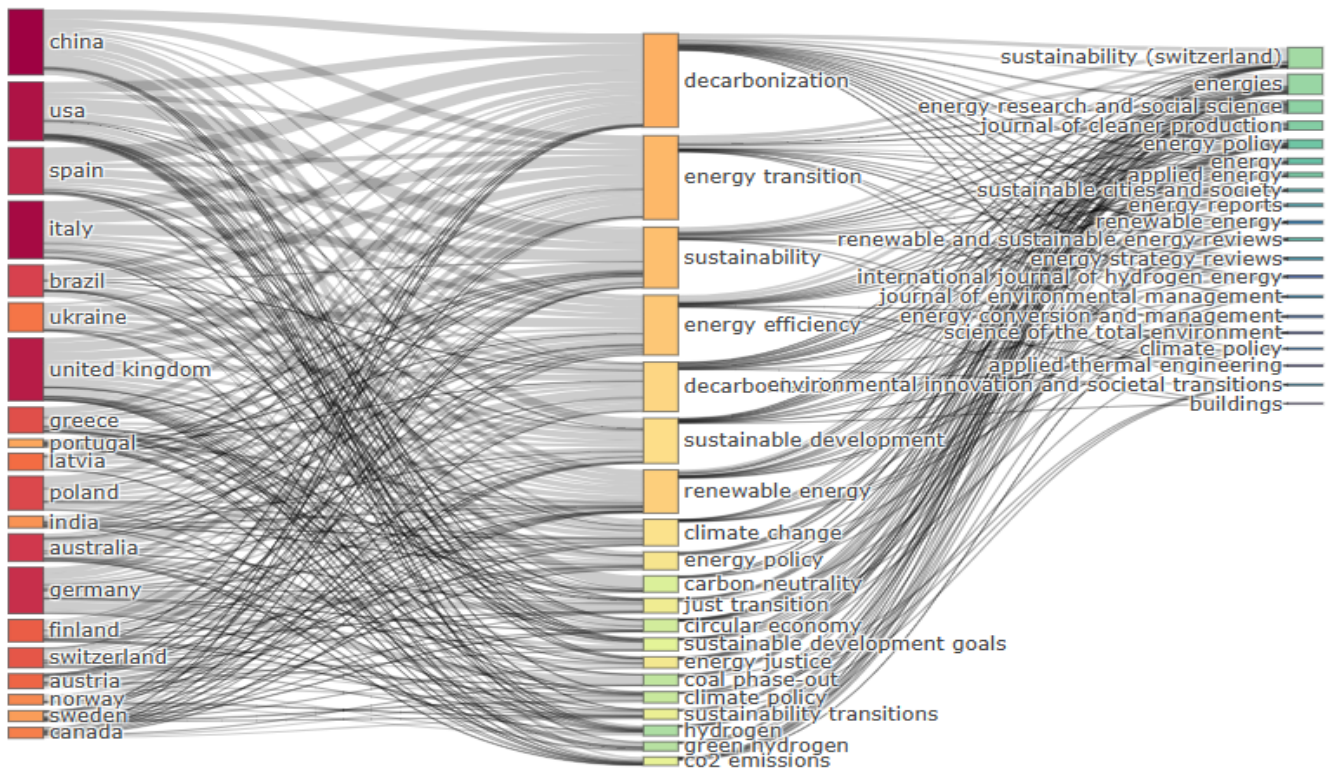 china
usa
spain
italy
brazil
ukraine
united kingdom
greece
portugal
latvia
poland
india
australia
germany
finland
switzerland
austria
norway
sweden
canada
decarbonization
energy transition
sustainability
energy efficiency
sustainable development
renewable energy
climate change
energy policy
carbon neutrality
just transition
circular economy
sustainable development goals
energy justice
coal phase-out
climate policy
sustainability transitions
hydrogen
green hydrogen
co2 emissions
sustainability (switzerland)
energies
energy research and social science
journal of cleaner production
energy policy
energy
applied energy
sustainable cities and society
energy reports
renewable energy
renewable and sustainable energy reviews
energy strategy reviews
international journal of hydrogen energy
journal of environmental management
energy conversion and management
science of the total environment
climate policy
applied thermal engineering
environmental innovation and societal transitions
buildings